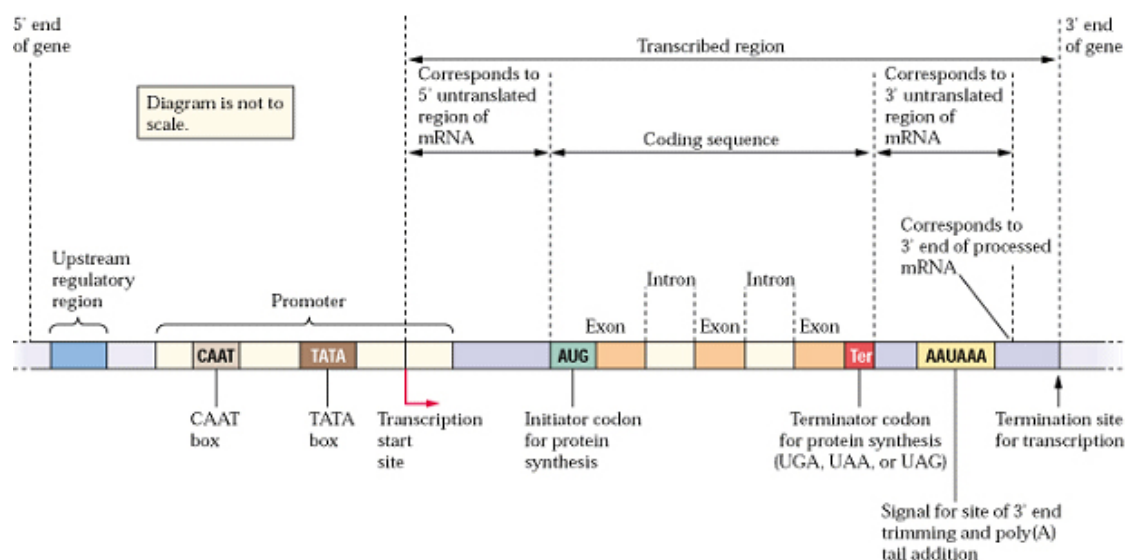 5' end
of gene
3' end
of gene
Transcribed region
Diagram is not to
scale.
Corresponds to
5' untranslated
region of
mRNA
Coding sequence
Corresponds to
3' untranslated
region of
mRNA
Corresponds to
3' end of processed
mRNA
Upstream
regulatory
region
Promoter
Intron
Intron
Exon
Exon
Exon
CAAT
TATA
AUG
Ter
AAUAAA
CAAT
box
TATA
box
Transcription
start
site
Initiator codon
for protein
synthesis
Terminator codon
for protein synthesis
(UGA, UAA, or UAG)
Termination site
for transcription
Signal for site of 3' end
trimming and poly(A)
tail addition